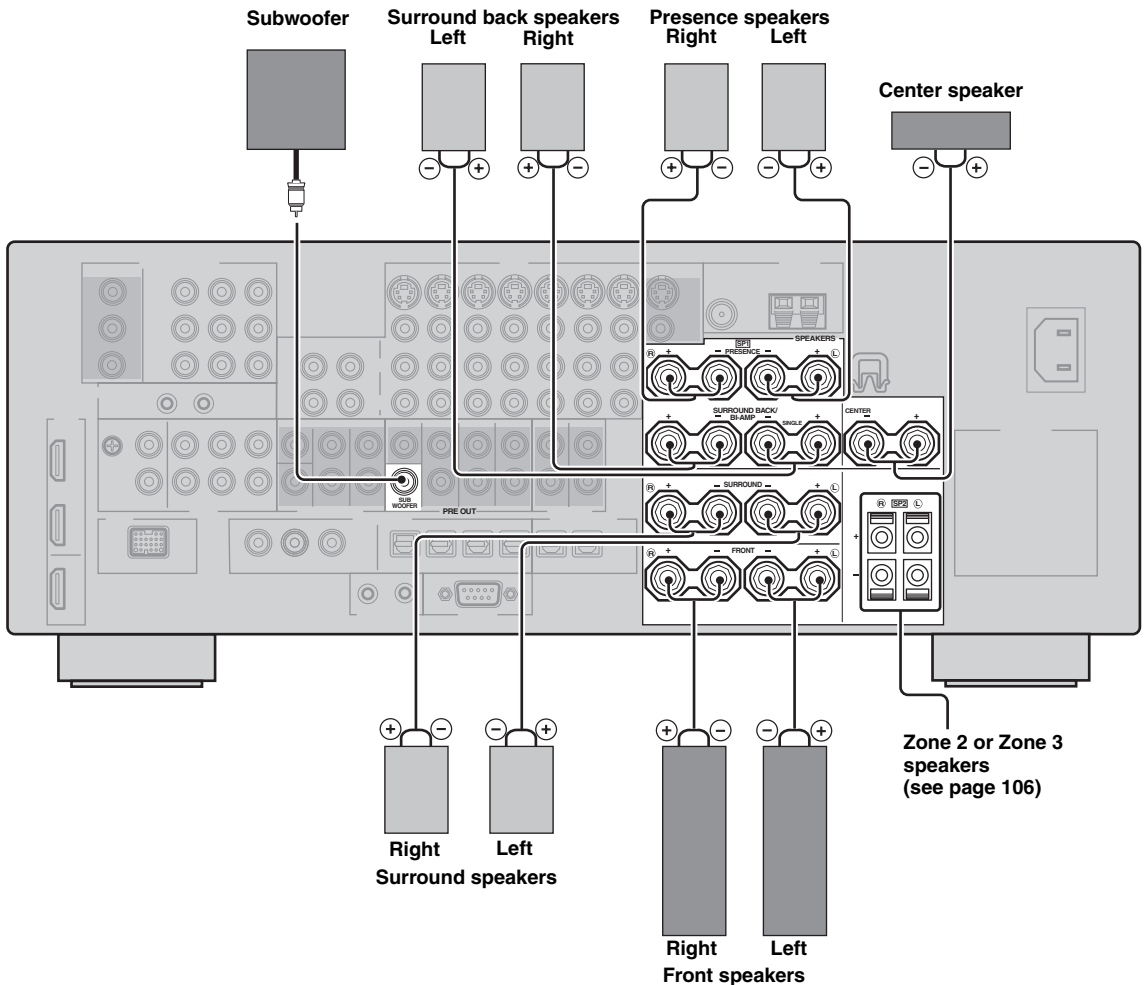 Subwoofer
Surround back speakers
Left Right
Presence speakers
Right Left
Center speaker
− + + −
+ − − +
− +
SPEAKERS
SP1
R + − PRESENCE − + L
SURROUND BACK/
BI-AMP
+ − − SINGLE +
CENTER
− +
R + − SURROUND − + L
R SP2 L
+
−
SUB
WOOFER
PRE OUT
R + − FRONT − + L
+ − − +
+ − − +
Zone 2 or Zone 3
speakers
(see page 106)
Right Left
Surround speakers
Right Left
Front speakers